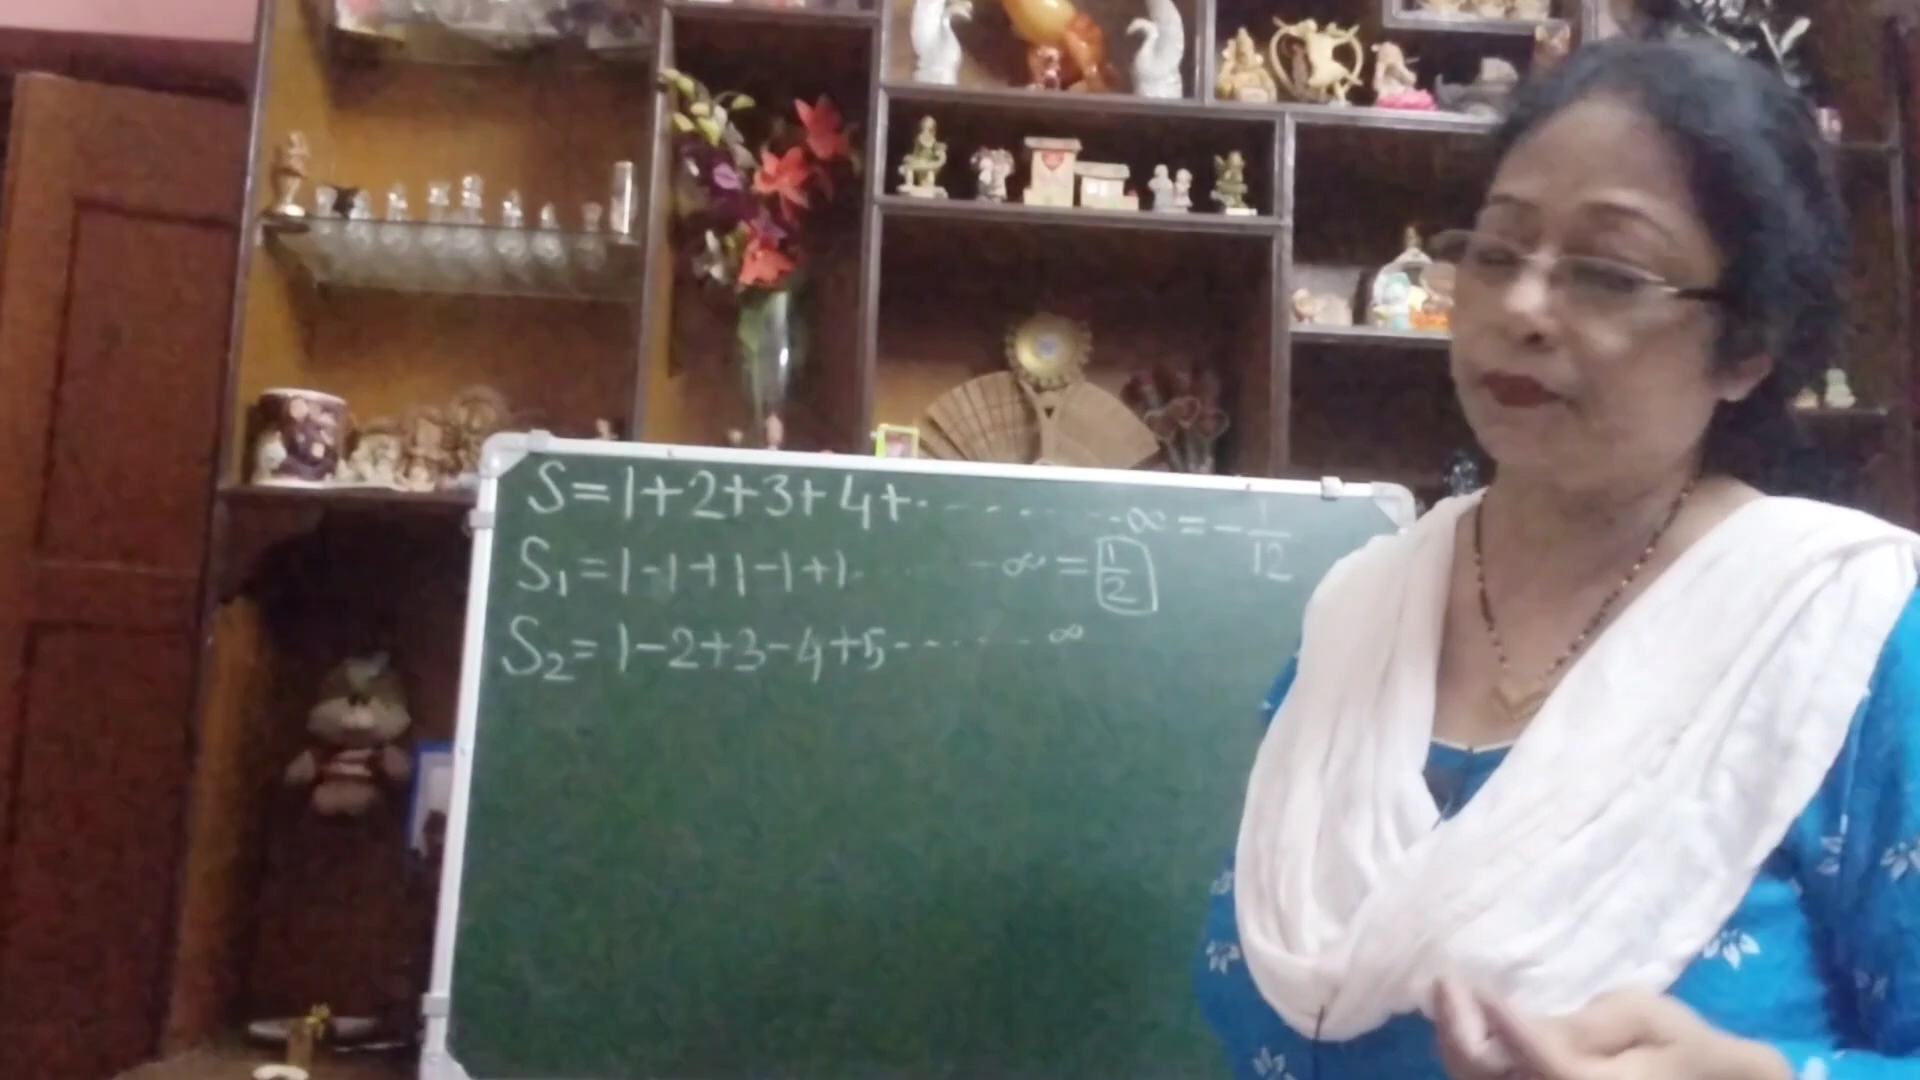 S=1+2+3+4+..........∞ = -1/12
S₁=1-1+1-1+1.......∞ = 1/2
S₂=1-2+3-4+5-------∞